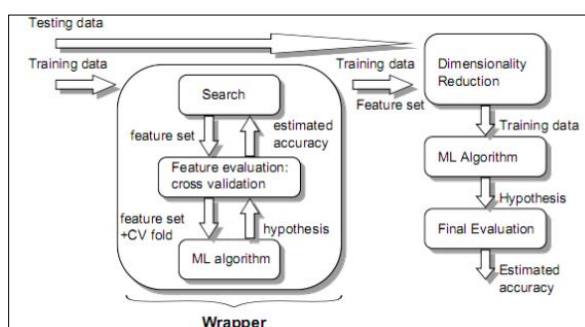 Testing data
Training data
Search
feature set
estimated
accuracy
Feature evaluation:
cross validation
feature set
+CV fold
hypothesis
ML algorithm
Wrapper
Training data
Feature set
Dimensionality
Reduction
Training data
ML Algorithm
Hypothesis
Final Evaluation
Estimated
accuracy